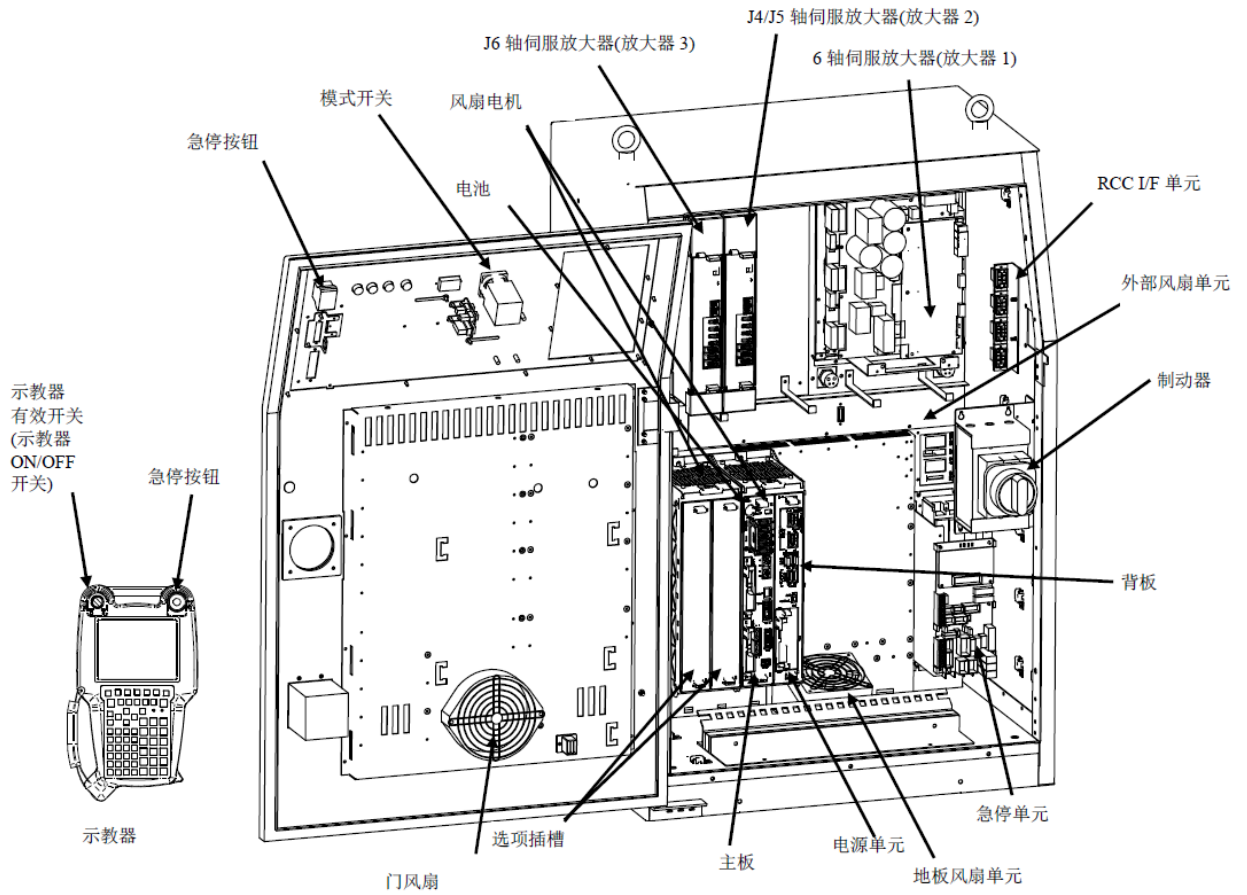 J4/J5 轴伺服放大器(放大器 2)
J6 轴伺服放大器(放大器 3)
6 轴伺服放大器(放大器 1)
模式开关
风扇电机
急停按钮
电池
RCC I/F 单元
外部风扇单元
制动器
示教器
有效开关
(示教器
ON/OFF
开关)
急停按钮
背板
急停单元
示教器
选项插槽
主板
电源单元
地板风扇单元
门风扇